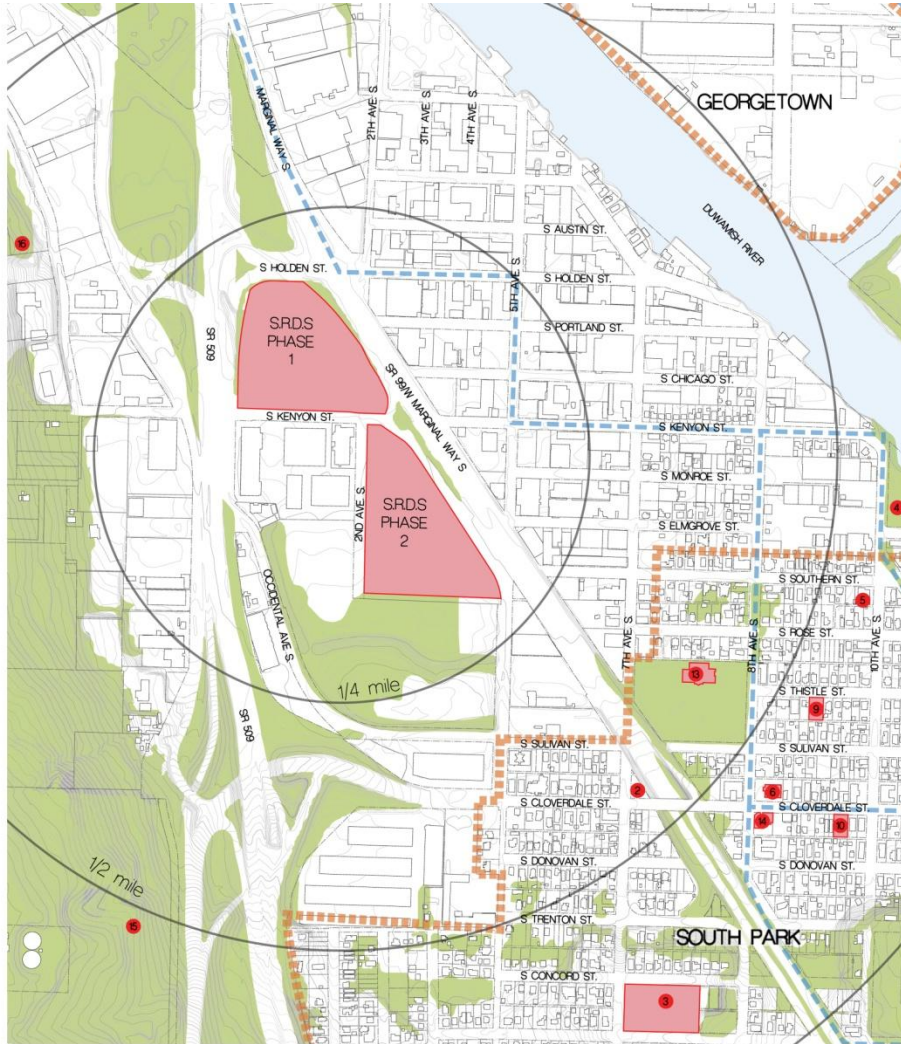 GEORGETOWN
MARGINAL WAY S
2TH AVE. S.
3TH AVE. S.
4TH AVE. S.
DUWAMISH RIVER
S AUSTIN ST.
16
S HOLDEN ST.
S HOLDEN ST.
5TH AVE. S.
S.R.D.S
PHASE
1
SR 509
S PORTLAND ST.
SR 99/W MARGINAL WAY S
S CHICAGO ST.
S KENYON ST.
S KENYON ST.
S MONROE ST.
2ND AVE. S.
S.R.D.S
PHASE
2
4
S ELMGROVE ST.
OCCIDENTAL AVE S.
S SOUTHERN ST.
5
7TH AVE. S.
8TH AVE. S.
S ROSE ST.
10TH AVE. S.
13
1/4 mile
S THISTLE ST.
9
SR 509
S SULIVAN ST.
S SULIVAN ST.
2
6
S CLOVERDALE ST.
S CLOVERDALE ST.
14
10
S DONOVAN ST.
S DONOVAN ST.
1/2 mile
15
S TRENTON ST.
SOUTH PARK
S CONCORD ST.
3